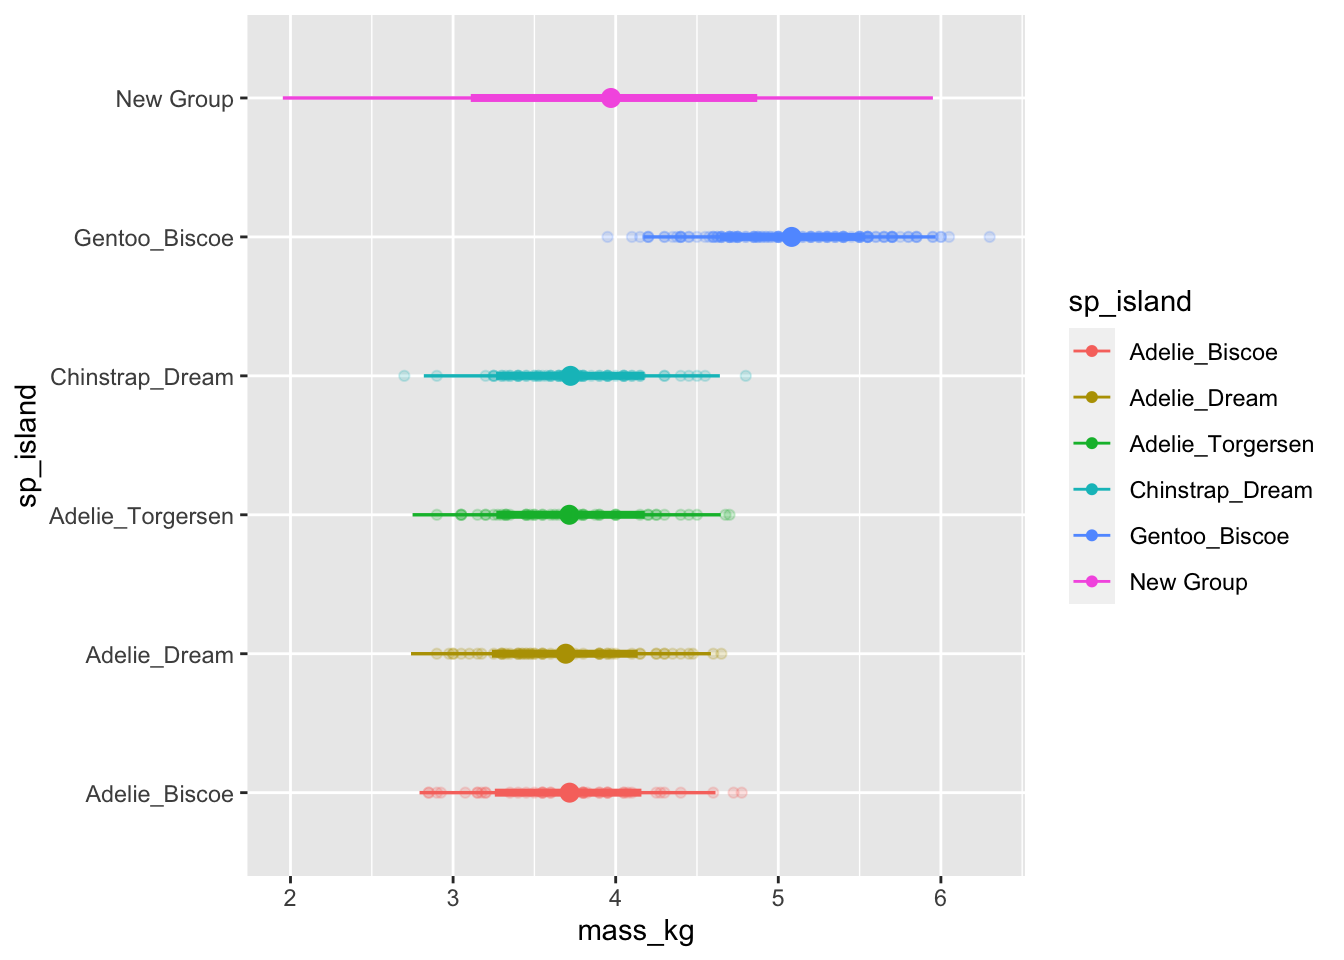 sp_island
New Group
Gentoo_Biscoe
Chinstrap_Dream
Adelie_Torgersen
Adelie_Dream
Adelie_Biscoe
2 3 4 5 6
mass_kg
sp_island
Adelie_Biscoe
Adelie_Dream
Adelie_Torgersen
Chinstrap_Dream
Gentoo_Biscoe
New Group